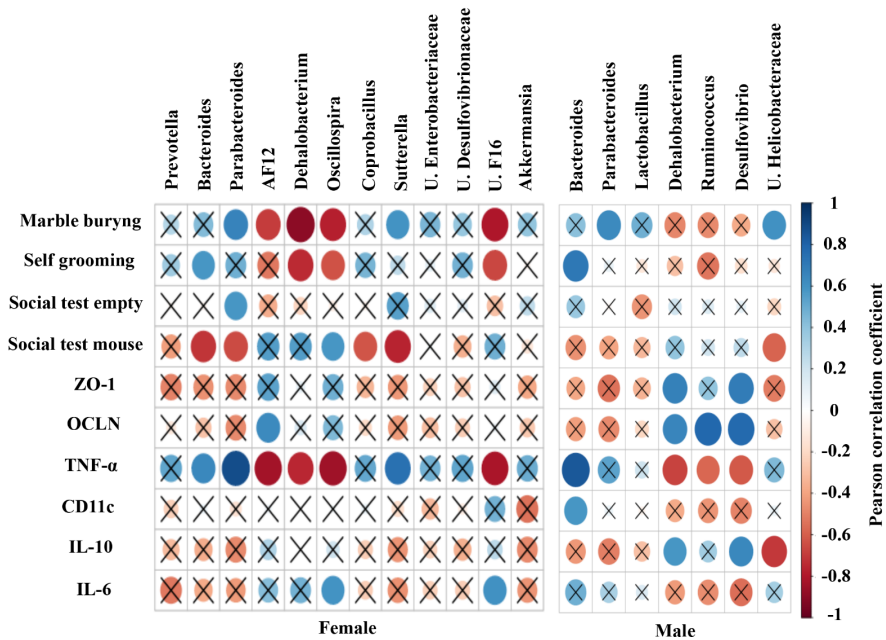 Prevotella
Bacteroides
Parabacteroides
AF12
Dehalobacterium
Oscillospira
Coprobacillus
Sutterella
U. Enterobacteriaceae
U. Desulfovibrionaceae
U. F16
Akkermansia
Bacteroides
Parabacteroides
Lactobacillus
Dehalobacterium
Ruminococcus
Desulfovibrio
U. Helicobacteraceae
Marble buryng
Self grooming
Social test empty
Social test mouse
ZO-1
OCLN
TNF-α
CD11c
IL-10
IL-6
1
0.8
0.6
0.4
0.2
0
-0.2
-0.4
-0.6
-0.8
-1
Pearson correlation coefficient
Female
Male